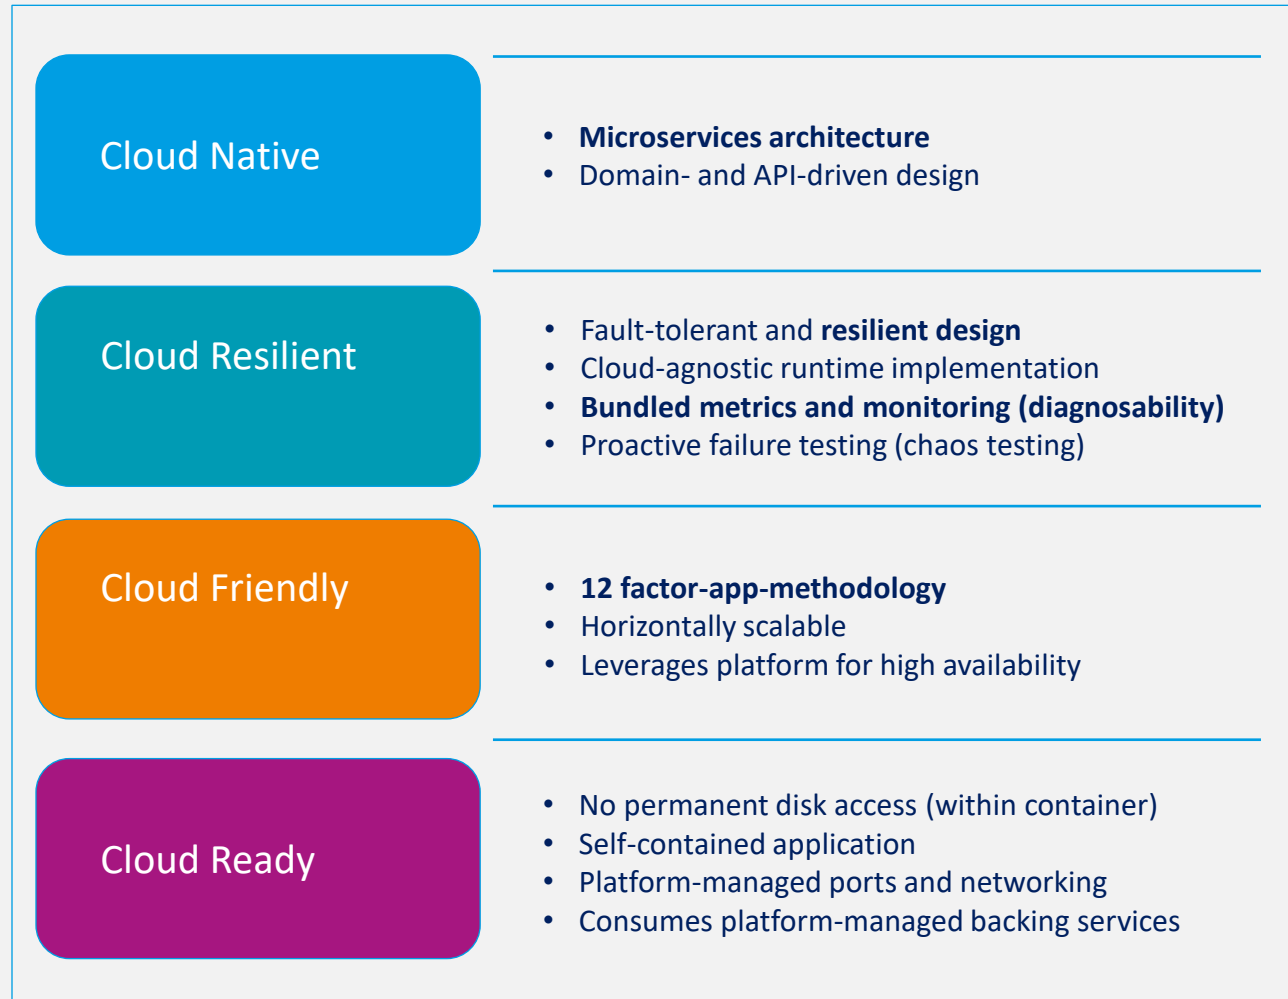 Cloud Native
• Microservices architecture
• Domain- and API-driven design
Cloud Resilient
• Fault-tolerant and resilient design
• Cloud-agnostic runtime implementation
• Bundled metrics and monitoring (diagnosability)
• Proactive failure testing (chaos testing)
Cloud Friendly
• 12 factor-app-methodology
• Horizontally scalable
• Leverages platform for high availability
Cloud Ready
• No permanent disk access (within container)
• Self-contained application
• Platform-managed ports and networking
• Consumes platform-managed backing services